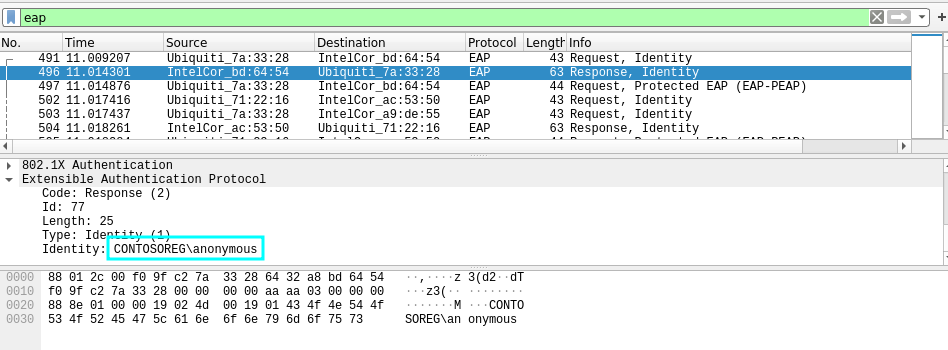 eap
No. Time Source Destination Protocol Length Info
491 11.009207 Ubiquiti_7a:33:28 IntelCor_bd:64:54 EAP 43 Request, Identity
496 11.014301 IntelCor_bd:64:54 Ubiquiti_7a:33:28 EAP 63 Response, Identity
497 11.014876 Ubiquiti_7a:33:28 IntelCor_bd:64:54 EAP 44 Request, Protected EAP (EAP-PEAP)
502 11.017416 Ubiquiti_71:22:16 IntelCor_ac:53:50 EAP 43 Request, Identity
503 11.017437 Ubiquiti_7a:33:28 IntelCor_a9:de:55 EAP 43 Request, Identity
504 11.018261 IntelCor_ac:53:50 Ubiquiti_71:22:16 EAP 63 Response, Identity
802.1X Authentication
Extensible Authentication Protocol
Code: Response (2)
Id: 77
Length: 25
Type: Identity (1)
Identity: CONTOSOREG\anonymous
0000 88 01 2c 00 f0 9f c2 7a 33 28 64 32 a8 bd 64 54 ··,····z 3(d2··dT
0010 f0 9f c2 7a 33 28 00 00 00 00 aa aa 03 00 00 00 ···z3(·· ········
0020 88 8e 01 00 00 19 02 4d 00 19 01 43 4f 4e 54 4f ·······M ···CONTO
0030 53 4f 52 45 47 5c 61 6e 6f 6e 79 6d 6f 75 73 SOREG\an onymous